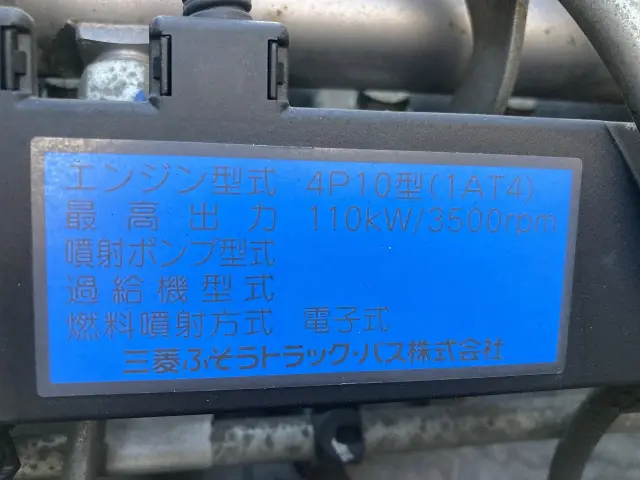 エンジン型式 4P10型(1AT4)
最高出力 110kW/3500rpm
噴射ポンプ型式
過給機型式
燃料噴射方式 電子式
三菱ふそうトラック・バス株式会社